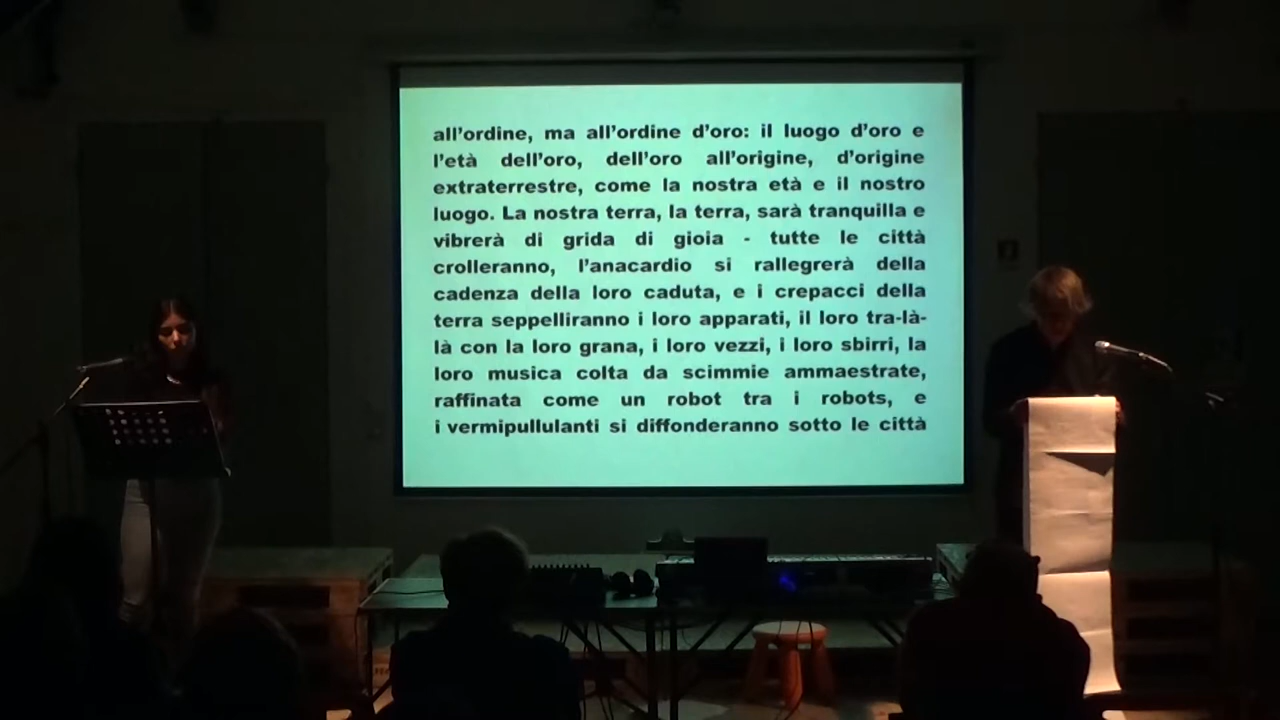 all'ordine, ma all'ordine d'oro: il luogo d'oro e
l'età dell'oro, dell'oro all'origine, d'origine
extraterrestre, come la nostra età e il nostro
luogo. La nostra terra, la terra, sarà tranquilla e
vibrerà di grida di gioia - tutte le città
crolleranno, l'anacardio si rallegrerà della
cadenza della loro caduta, e i crepacci della
terra seppelliranno i loro apparati, il loro tra-là-
là con la loro grana, i loro vezzi, i loro sbirri, la
loro musica colta da scimmie ammaestrate,
raffinata come un robot tra i robots, e
i vermipullulanti si diffonderanno sotto le città